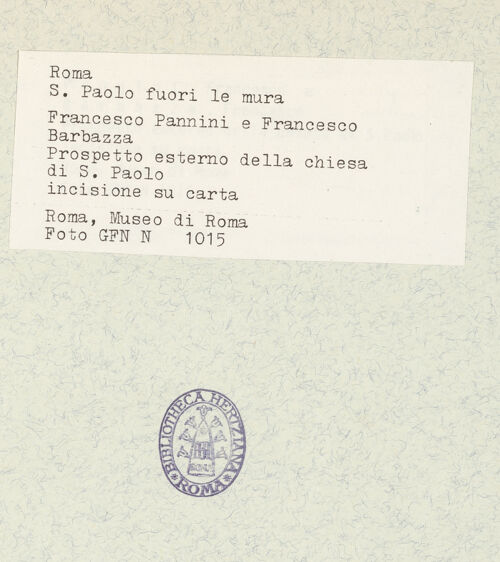 Roma
S. Paolo fuori le mura
Francesco Pannini e Francesco
Barbazza
Prospetto esterno della chiesa
di S. Paolo
incisione su carta
Roma, Museo di Roma
Foto GFN N 1015
BIBLIOTHECA HERTZIANA
ROMA